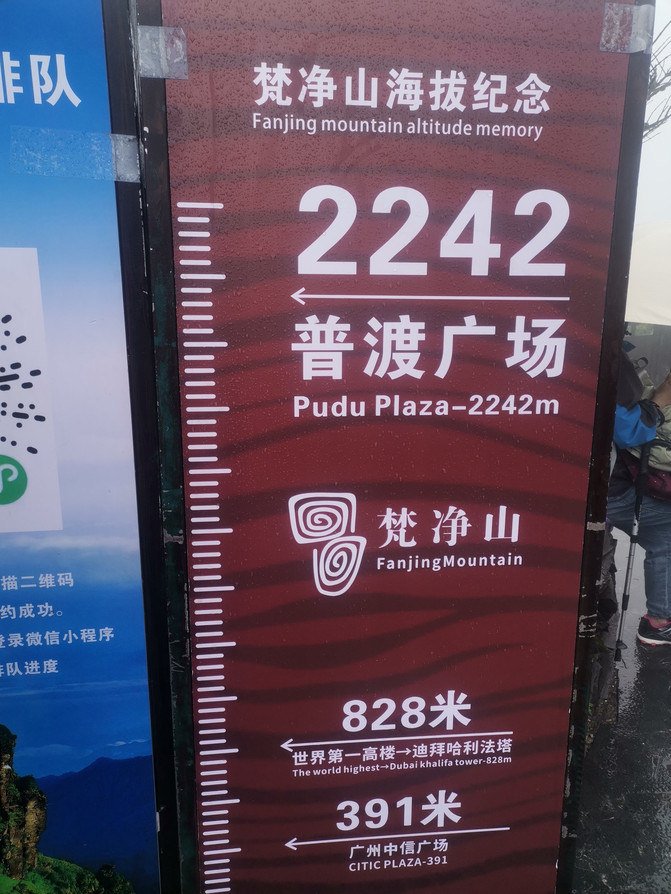 排队
描二维码
约成功。
登录微信小程序
排队进度
梵净山海拔纪念
Fanjing mountain altitude memory
2242
普渡广场
Pudu Plaza-2242m
梵净山
FanjingMountain
828米
世界第一高楼→迪拜哈利法塔
The world highest→Dubai khalifa tower-828m
391米
广州中信广场
CITIC PLAZA-391